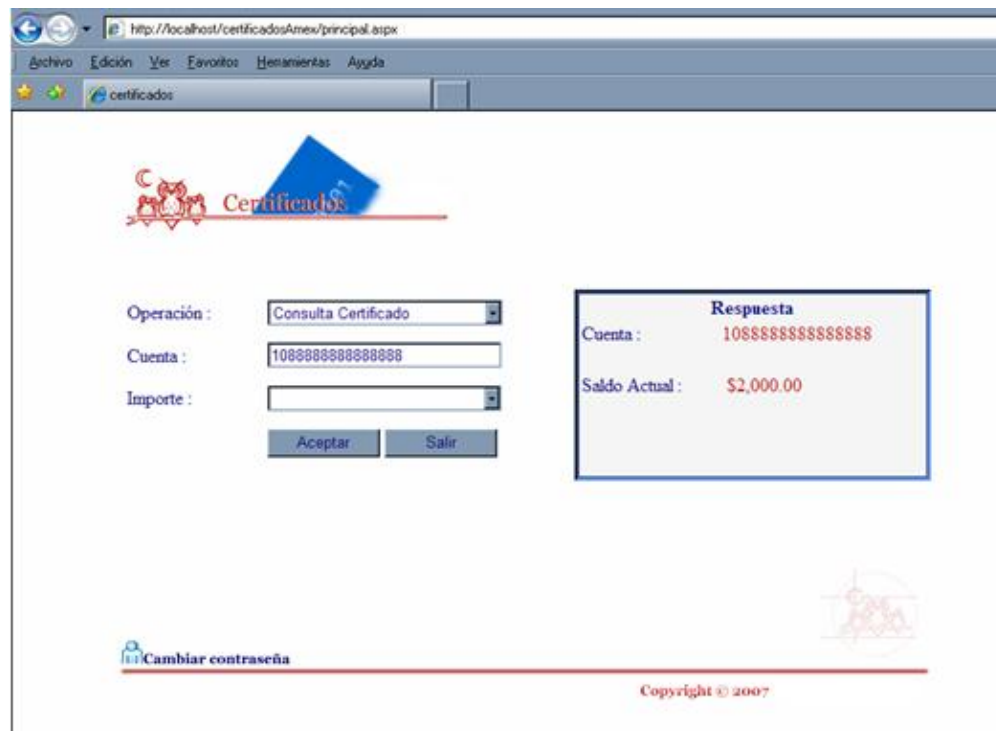 http://localhost/certificadosAmex/principal.aspx
Archivo Edición Ver Favoritos Herramientas Ayuda
certificados
Certificados
Operación : Consulta Certificado
Cuenta : 1088888888888888
Importe :
Aceptar Salir
Respuesta
Cuenta : 1088888888888888
Saldo Actual : $2,000.00
Cambiar contraseña
Copyright © 2007